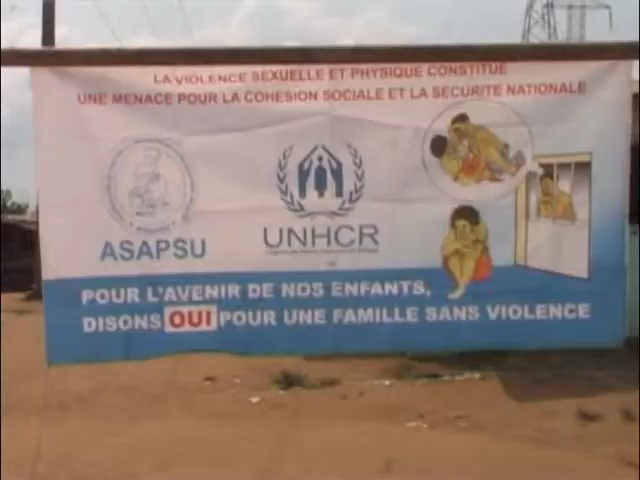 LA VIOLENCE SEXUELLE ET PHYSIQUE CONSTITUE
UNE MENACE POUR LA COHESION SOCIALE ET LA SECURITE NATIONALE
ASAPSU
UNHCR
POUR L'AVENIR DE NOS ENFANTS,
DISONS OUI POUR UNE FAMILLE SANS VIOLENCE